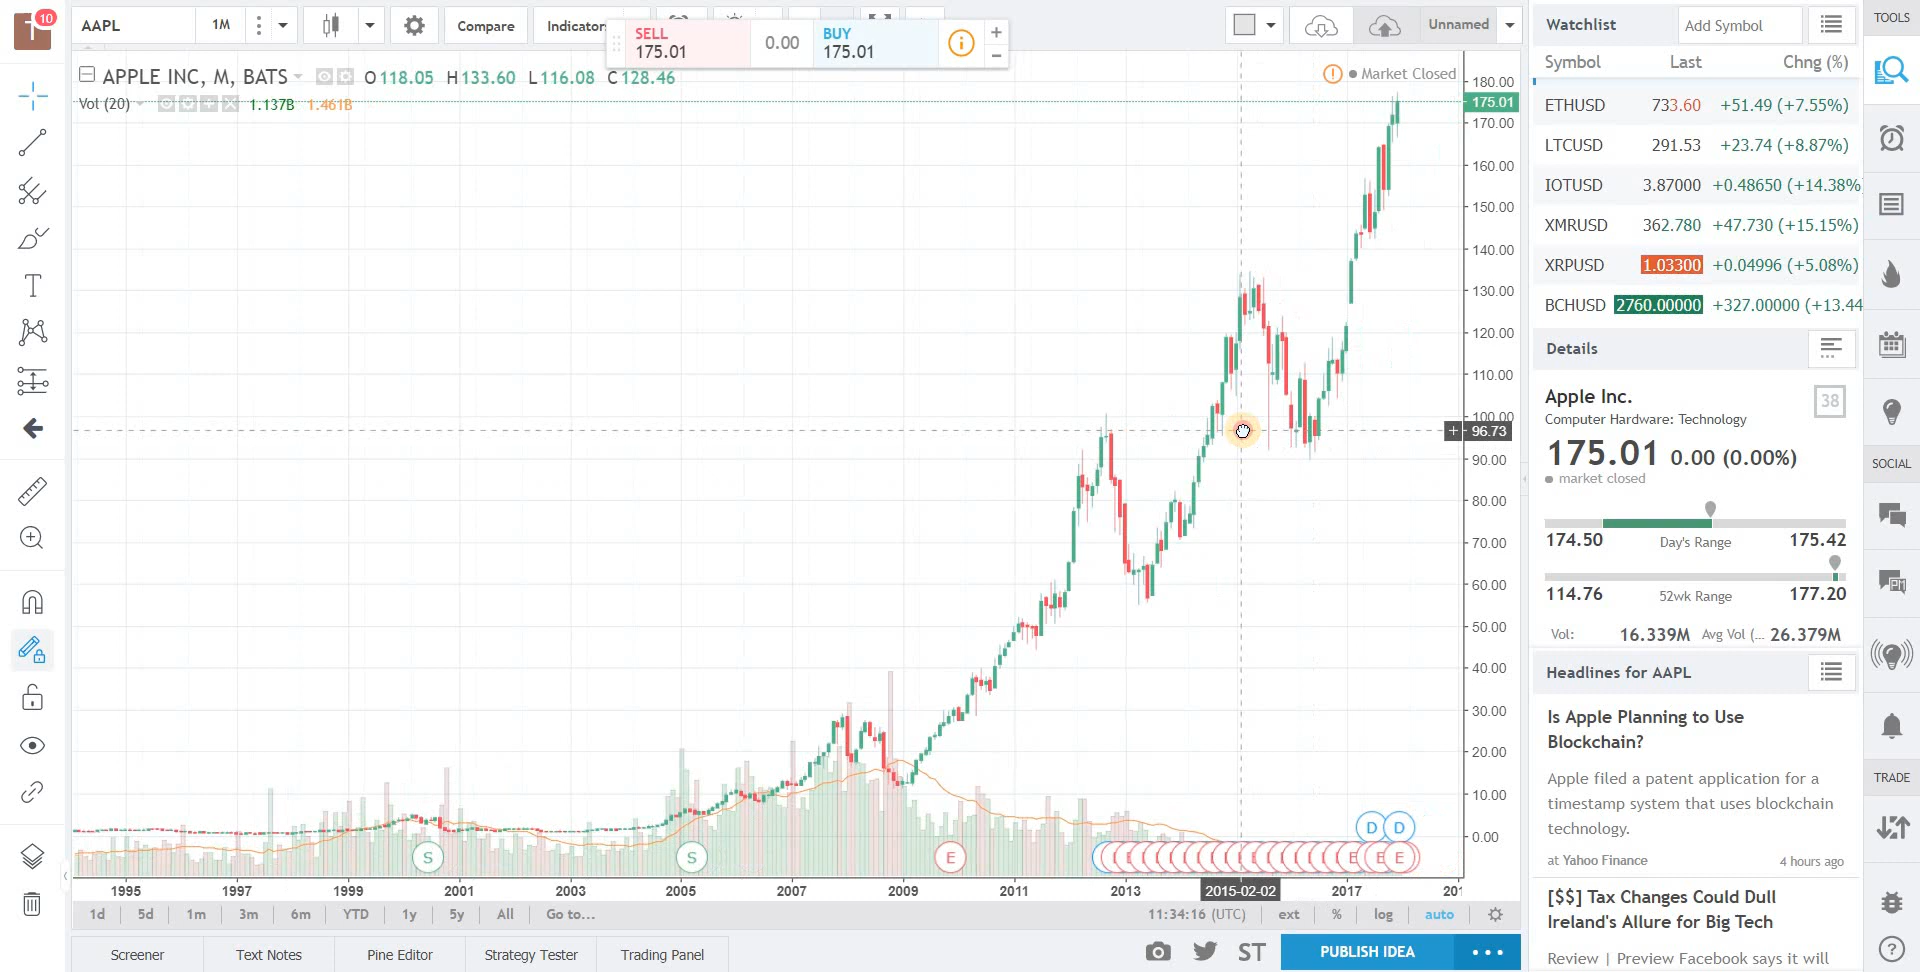 10
AAPL
1M
Compare
Indicator
SELL
175.01
0.00
BUY
175.01
Unnamed
Watchlist
Add Symbol
TOOLS
APPLE INC, M, BATS
O 118.05 H 133.60 L 116.08 C 128.46
Market Closed
Vol (20)
1.137B
1.461B
Symbol Last Chng (%)
ETHUSD 733.60 +51.49 (+7.55%)
LTCUSD 291.53 +23.74 (+8.87%)
IOTUSD 3.87000 +0.48650 (+14.38%
XMRUSD 362.780 +47.730 (+15.15%)
XRPUSD 1.03300 +0.04996 (+5.08%)
BCHUSD 2760.00000 +327.00000 (+13.44
180.00
175.01
170.00
160.00
150.00
140.00
130.00
120.00
110.00
100.00
96.73
90.00
80.00
70.00
60.00
50.00
40.00
30.00
20.00
10.00
0.00
Details
Apple Inc.
38
Computer Hardware: Technology
175.01 0.00 (0.00%)
market closed
174.50 Day's Range 175.42
114.76 52wk Range 177.20
Vol: 16.339M Avg Vol (... 26.379M
SOCIAL
PM
TRADE
Headlines for AAPL
Is Apple Planning to Use
Blockchain?
Apple filed a patent application for a
timestamp system that uses blockchain
technology.
at Yahoo Finance 4 hours ago
[$$] Tax Changes Could Dull
Ireland's Allure for Big Tech
Review | Preview Facebook says it will
D D
S S E E E E
1995 1997 1999 2001 2003 2005 2007 2009 2011 2013 2015-02-02 2017 201
1d 5d 1m 3m 6m YTD 1y 5y All Go to...
11:34:16 (UTC) ext % log auto
Screener Text Notes Pine Editor Strategy Tester Trading Panel
ST
PUBLISH IDEA